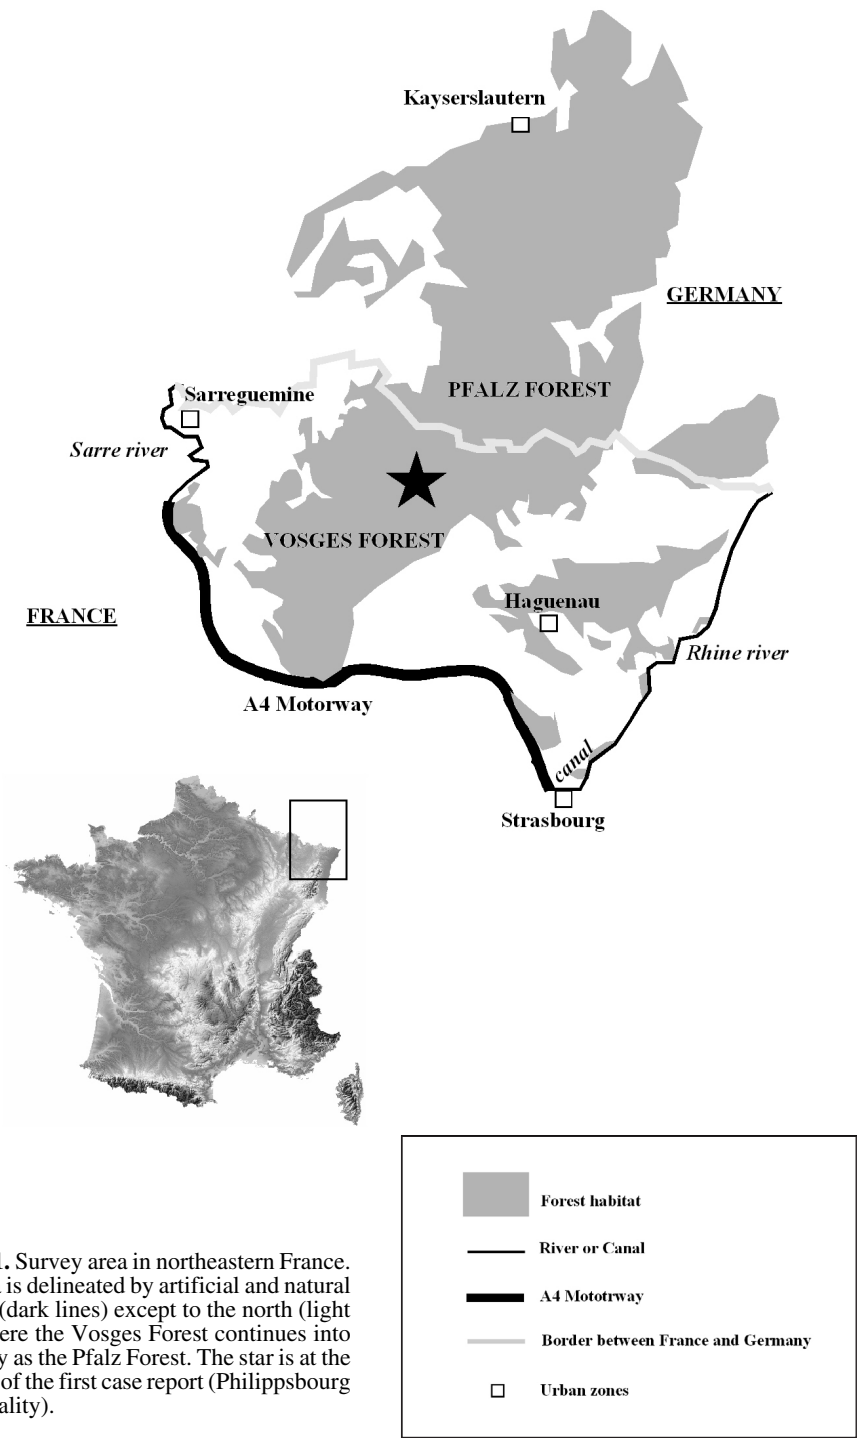 Kayserslautern
GERMANY
PFALZ FOREST
Sarreguemine
Sarre river
VOSGES FOREST
Haguenau
FRANCE
Rhine river
A4 Motorway
canal
Strasbourg
Forest habitat
River or Canal
A4 Mototrway
Border between France and Germany
Urban zones
. Survey area in northeastern France.
is delineated by artificial and natural
(dark lines) except to the north (light
ere the Vosges Forest continues into
y as the Pfalz Forest. The star is at the
of the first case report (Philippsbourg
ality).